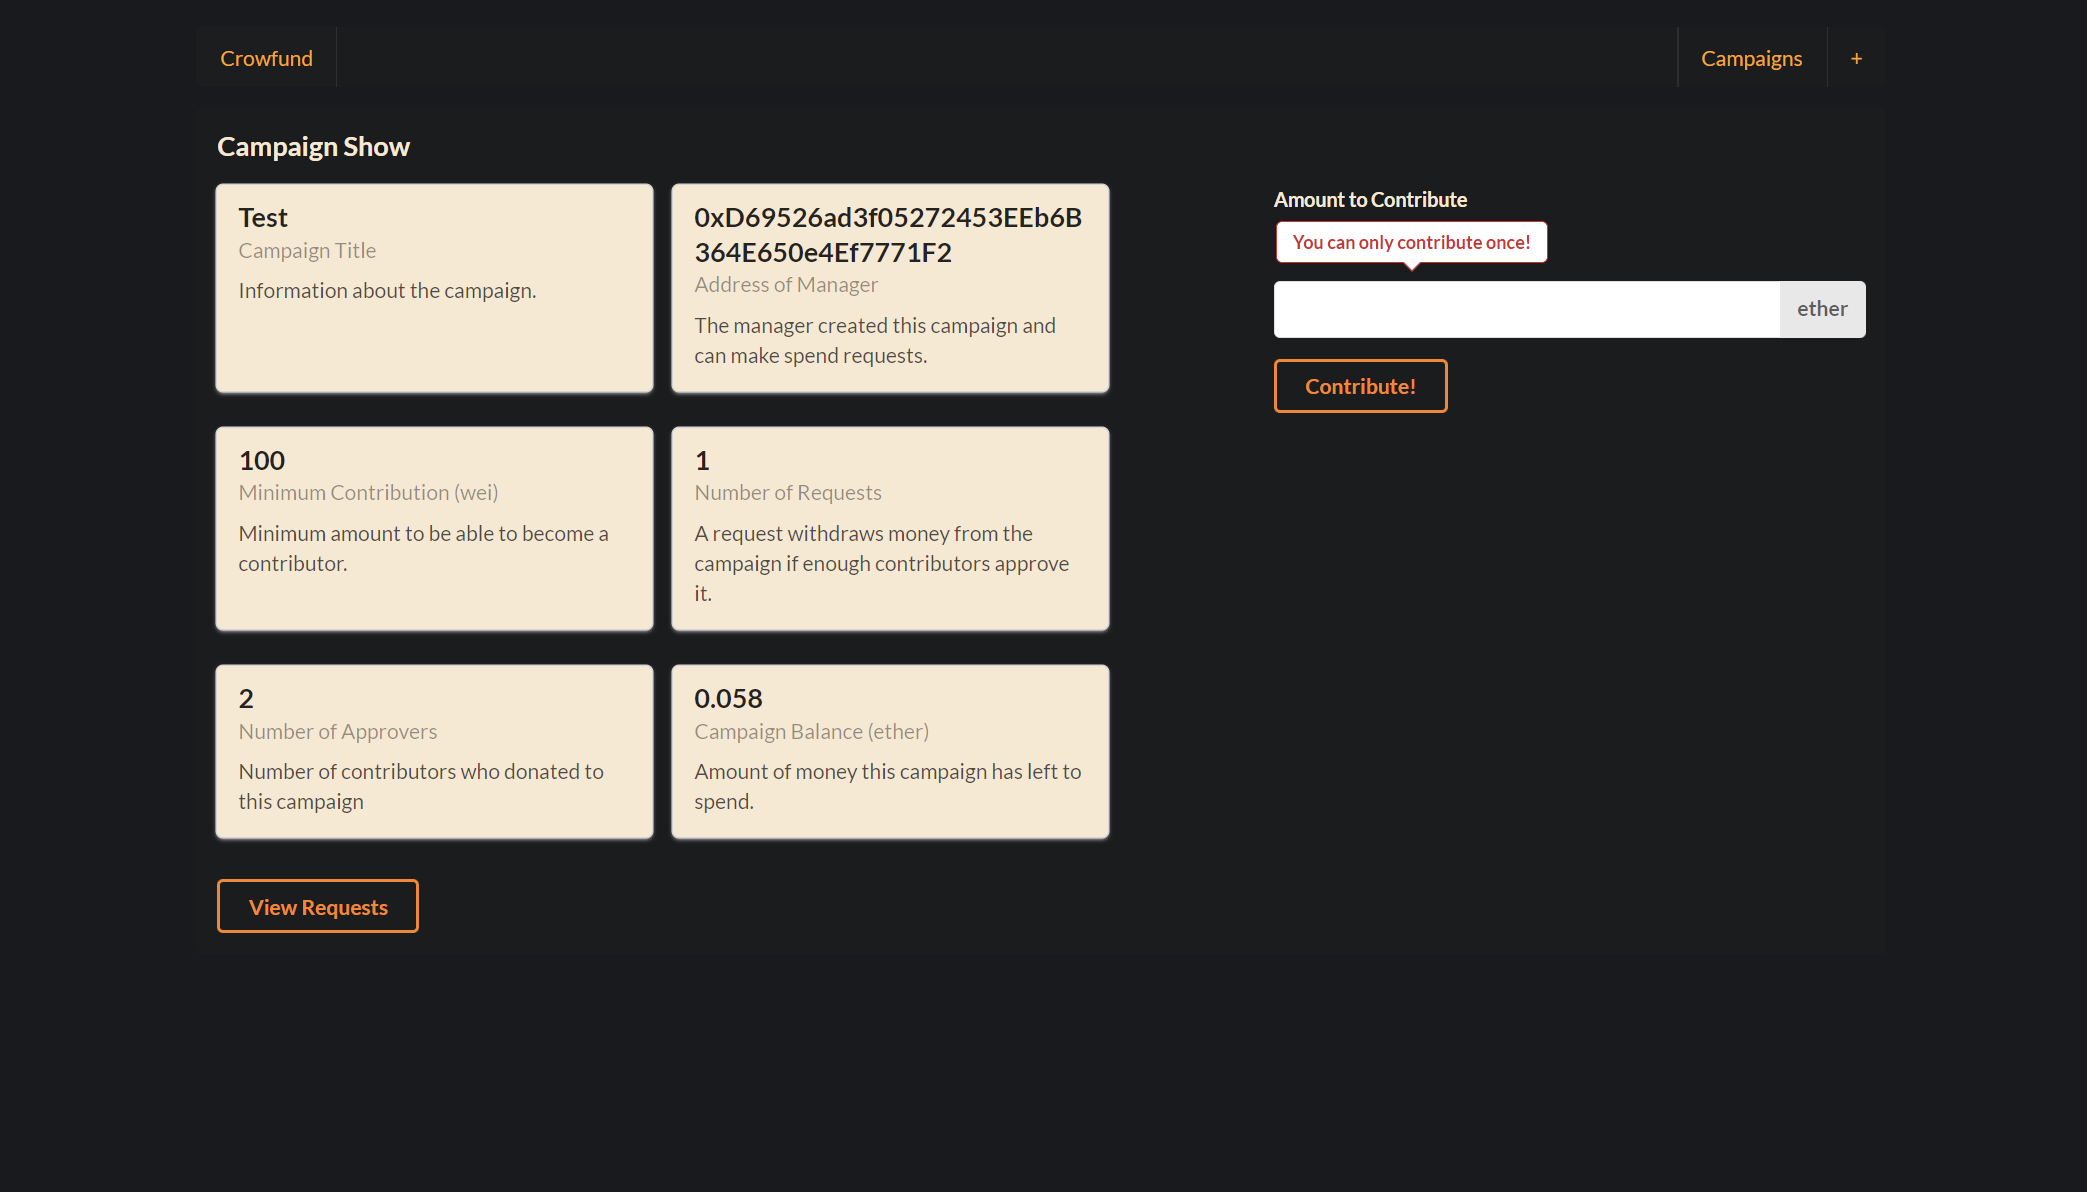 Crowfund
Campaigns
+
Campaign Show
Test
Campaign Title
Information about the campaign.
0xD69526ad3f05272453EEb6B
364E650e4Ef7771F2
Address of Manager
The manager created this campaign and
can make spend requests.
100
Minimum Contribution (wei)
Minimum amount to be able to become a
contributor.
1
Number of Requests
A request withdraws money from the
campaign if enough contributors approve
it.
2
Number of Approvers
Number of contributors who donated to
this campaign
0.058
Campaign Balance (ether)
Amount of money this campaign has left to
spend.
View Requests
Amount to Contribute
You can only contribute once!
ether
Contribute!